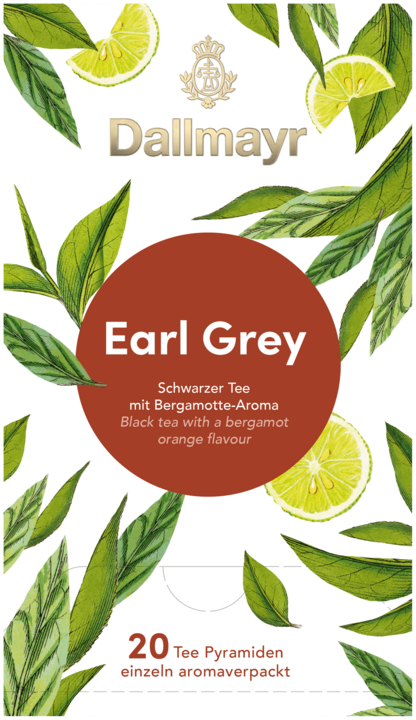 Dallmayr
Earl Grey
Schwarzer Tee
mit Bergamotte-Aroma
Black tea with a bergamot
orange flavour
20 Tee Pyramiden
einzeln aromaverpackt